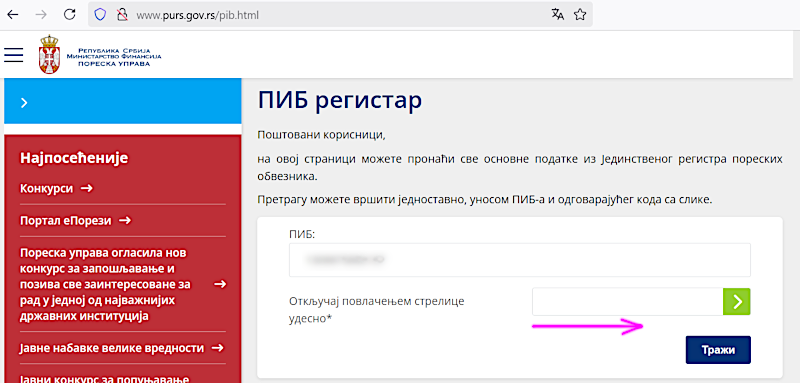 www.purs.gov.rs/pib.html
Република Србија
Министарство Финансија
ПОРЕСКА УПРАВА
ПИБ регистар
Поштовани корисници,
на овој страници можете пронаћи све основне податке из Јединственог регистра пореских
обвезника.
Претрагу можете вршити једноставно, уносом ПИБ-а и одговарајућег кода са слике.
ПИБ:
Откључај повлачењем стрелице
удесно*
Тражи
Најпосећеније
Конкурси
Портал еПорези
Пореска управа огласила нов
конкурс за запошљавање и
позива све заинтересоване за
рад у једној од најважнијих
државних институција
Јавне набавке велике вредности
Јавни конкурс за попуњавање